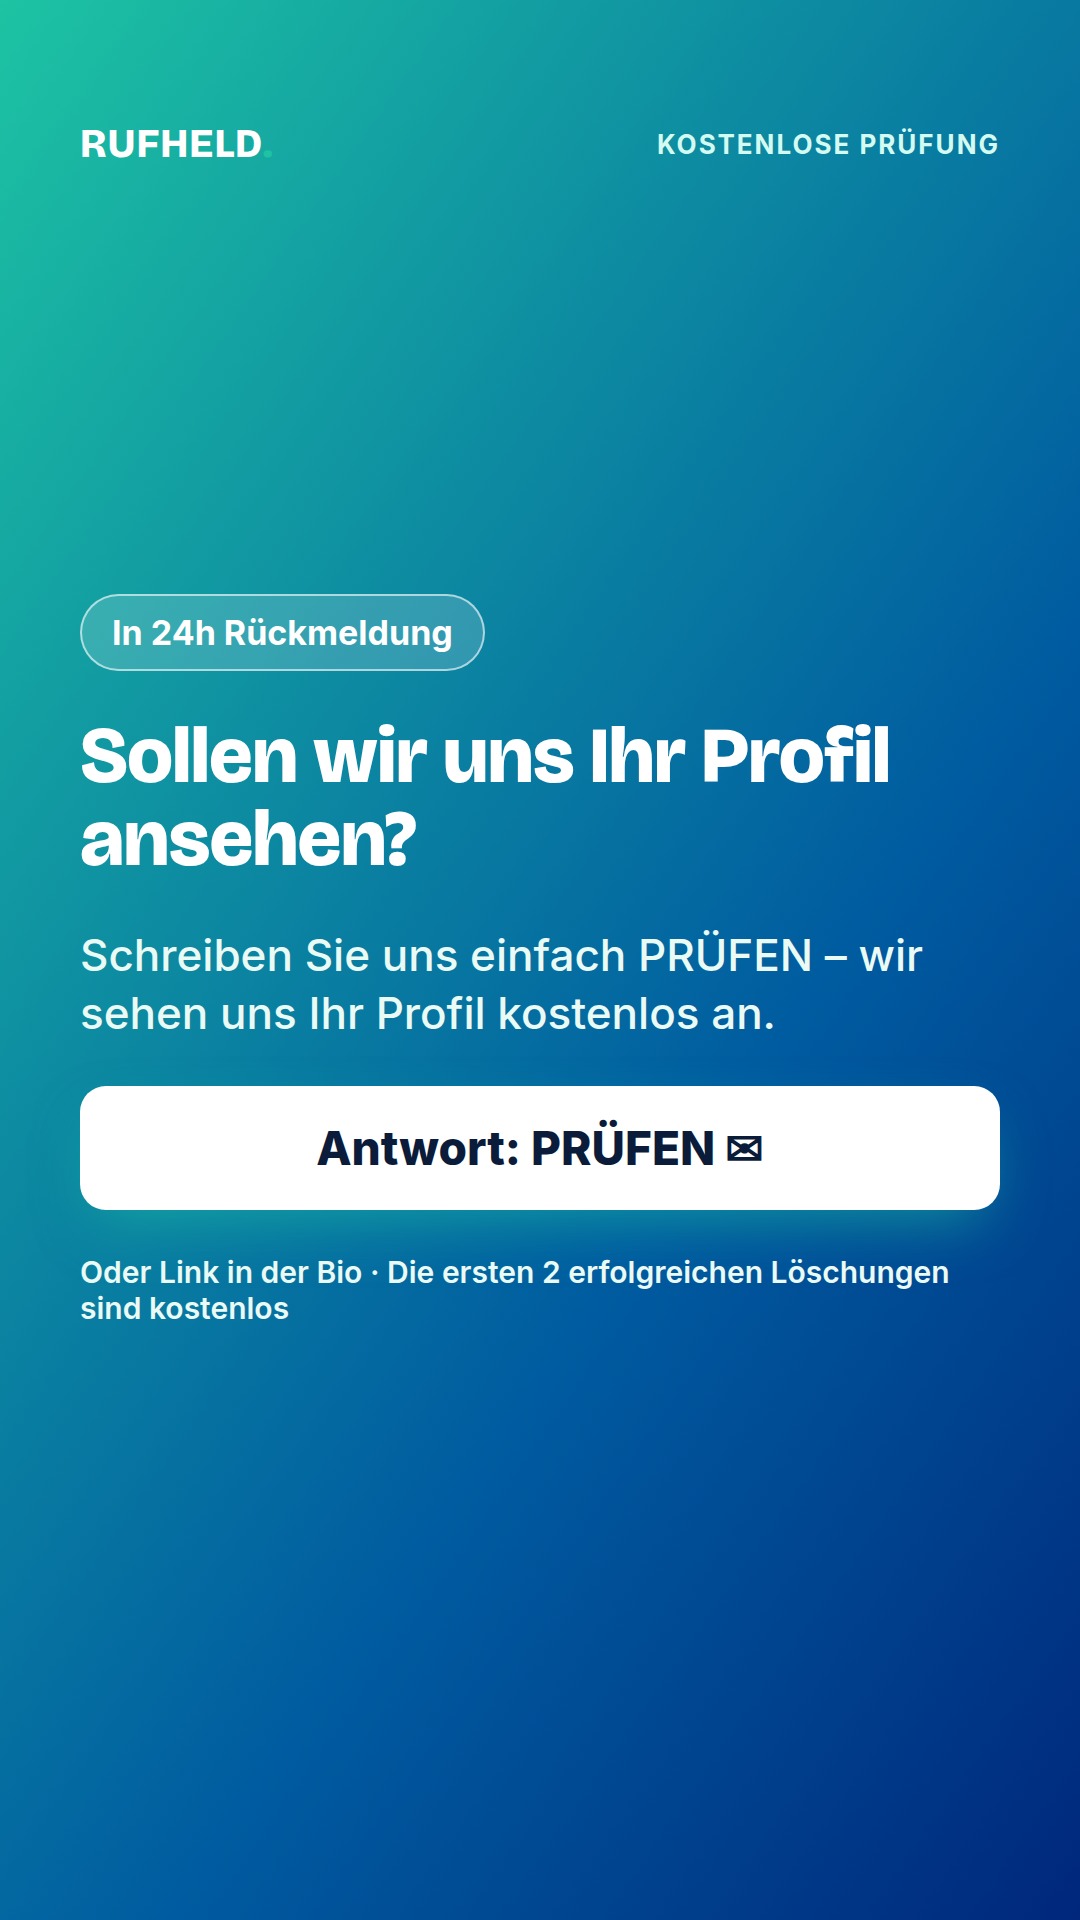 RUFHELD.
KOSTENLOSE PRÜFUNG
In 24h Rückmeldung
Sollen wir uns Ihr Profil
ansehen?
Schreiben Sie uns einfach PRÜFEN – wir
sehen uns Ihr Profil kostenlos an.
Antwort: PRÜFEN ✉
Oder Link in der Bio · Die ersten 2 erfolgreichen Löschungen
sind kostenlos